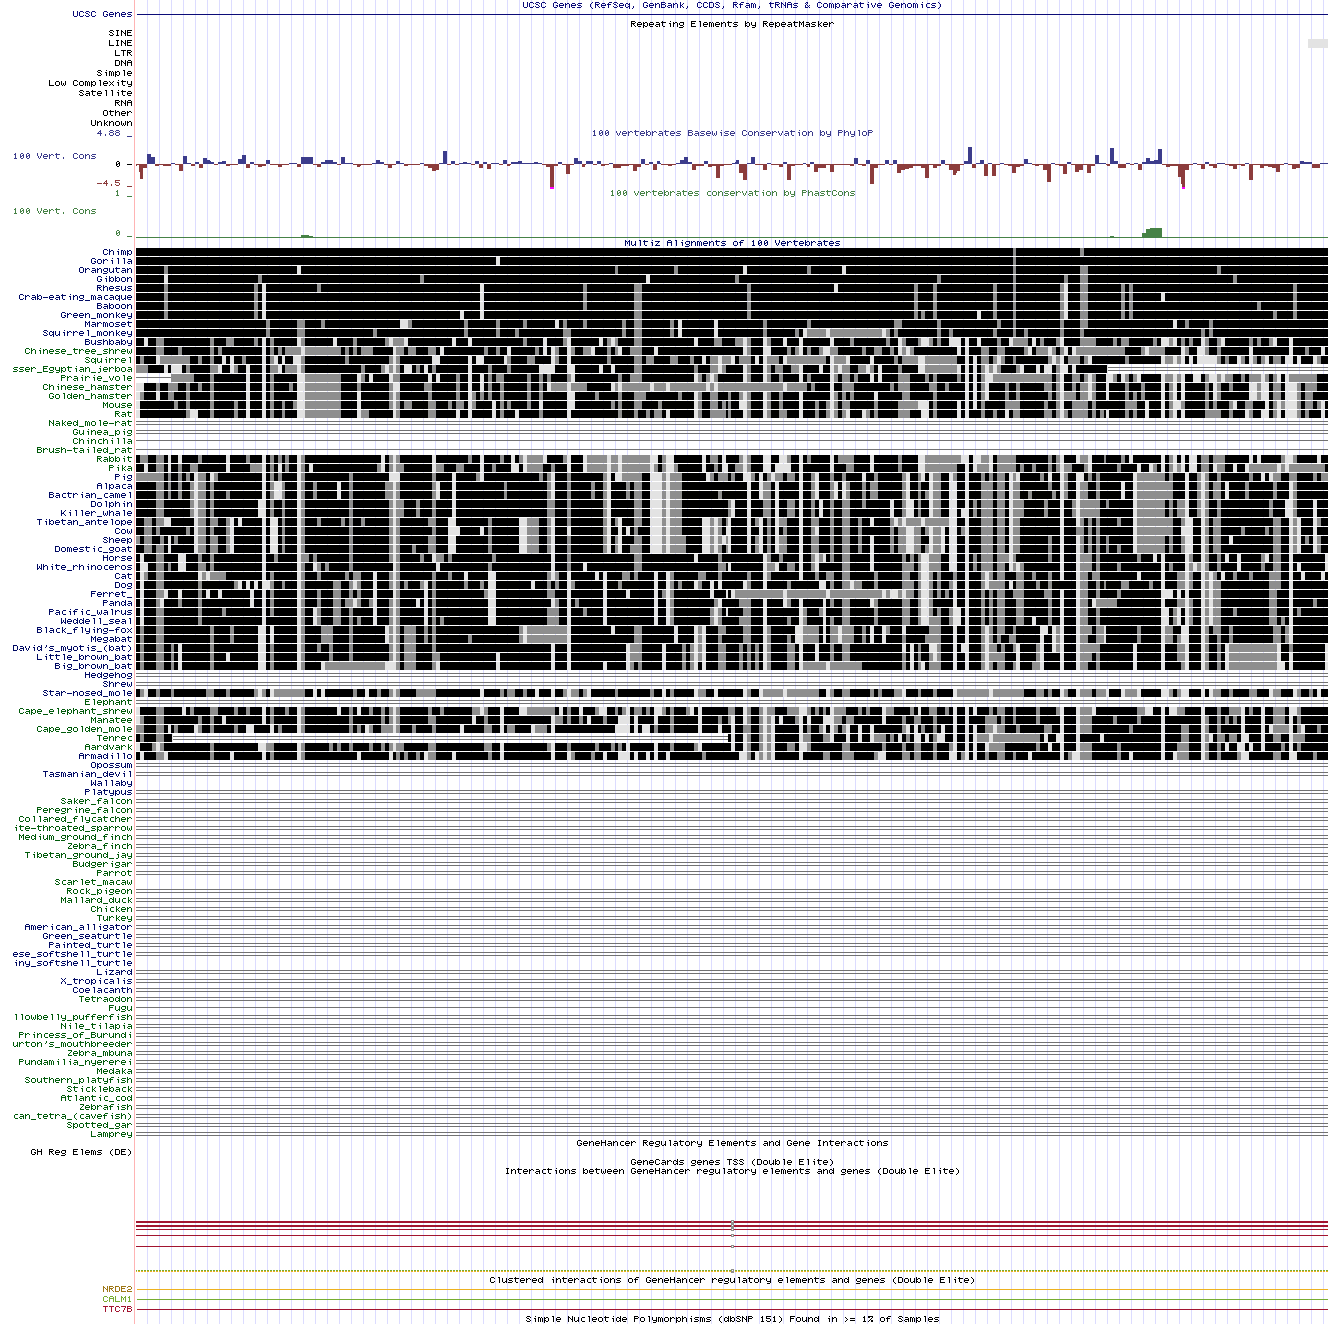 UCSC Genes (RefSeq, GenBank, CCDS, Rfam, tRNAs & Comparative Genomics)
UCSC Genes
Repeating Elements by RepeatMasker
SINE
LINE
LTR
DNA
Simple
Low Complexity
Satellite
RNA
Other
Unknown
4.88 _
100 vertebrates Basewise Conservation by PhyloP
100 Vert. Cons
0 _
-4.5 _
1 _
100 vertebrates conservation by PhastCons
100 Vert. Cons
0 _
Multiz Alignments of 100 Vertebrates
Chimp
Gorilla
Orangutan
Gibbon
Rhesus
Crab-eating_macaque
Baboon
Green_monkey
Marmoset
Squirrel_monkey
Bushbaby
Chinese_tree_shrew
Squirrel
sser_Egyptian_jerboa
Prairie_vole
Chinese_hamster
Golden_hamster
Mouse
Rat
Naked_mole-rat
Guinea_pig
Chinchilla
Brush-tailed_rat
Rabbit
Pika
Pig
Alpaca
Bactrian_camel
Dolphin
Killer_whale
Tibetan_antelope
Cow
Sheep
Domestic_goat
Horse
White_rhinoceros
Cat
Dog
Ferret_
Panda
Pacific_walrus
Weddell_seal
Black_flying-fox
Megabat
David's_myotis_(bat)
Little_brown_bat
Big_brown_bat
Hedgehog
Shrew
Star-nosed_mole
Elephant
Cape_elephant_shrew
Manatee
Cape_golden_mole
Tenrec
Aardvark
Armadillo
Opossum
Tasmanian_devil
Wallaby
Platypus
Saker_falcon
Peregrine_falcon
Collared_flycatcher
ite-throated_sparrow
Medium_ground_finch
Zebra_finch
Tibetan_ground_jay
Budgerigar
Parrot
Scarlet_macaw
Rock_pigeon
Mallard_duck
Chicken
Turkey
American_alligator
Green_seaturtle
Painted_turtle
ese_softshell_turtle
iny_softshell_turtle
Lizard
X_tropicalis
Coelacanth
Tetraodon
Fugu
llowbelly_pufferfish
Nile_tilapia
Princess_of_Burundi
urton's_mouthbreeder
Zebra_mbuna
Pundamilia_nyererei
Medaka
Southern_platyfish
Stickleback
Atlantic_cod
Zebrafish
can_tetra_(cavefish)
Spotted_gar
Lamprey
GeneHancer Regulatory Elements and Gene Interactions
GH Reg Elems (DE)
GeneCards genes TSS (Double Elite)
Interactions between GeneHancer regulatory elements and genes (Double Elite)
Clustered interactions of GeneHancer regulatory elements and genes (Double Elite)
NRDE2
CALM1
TTC7B
Simple Nucleotide Polymorphisms (dbSNP 151) Found in >= 1% of Samples